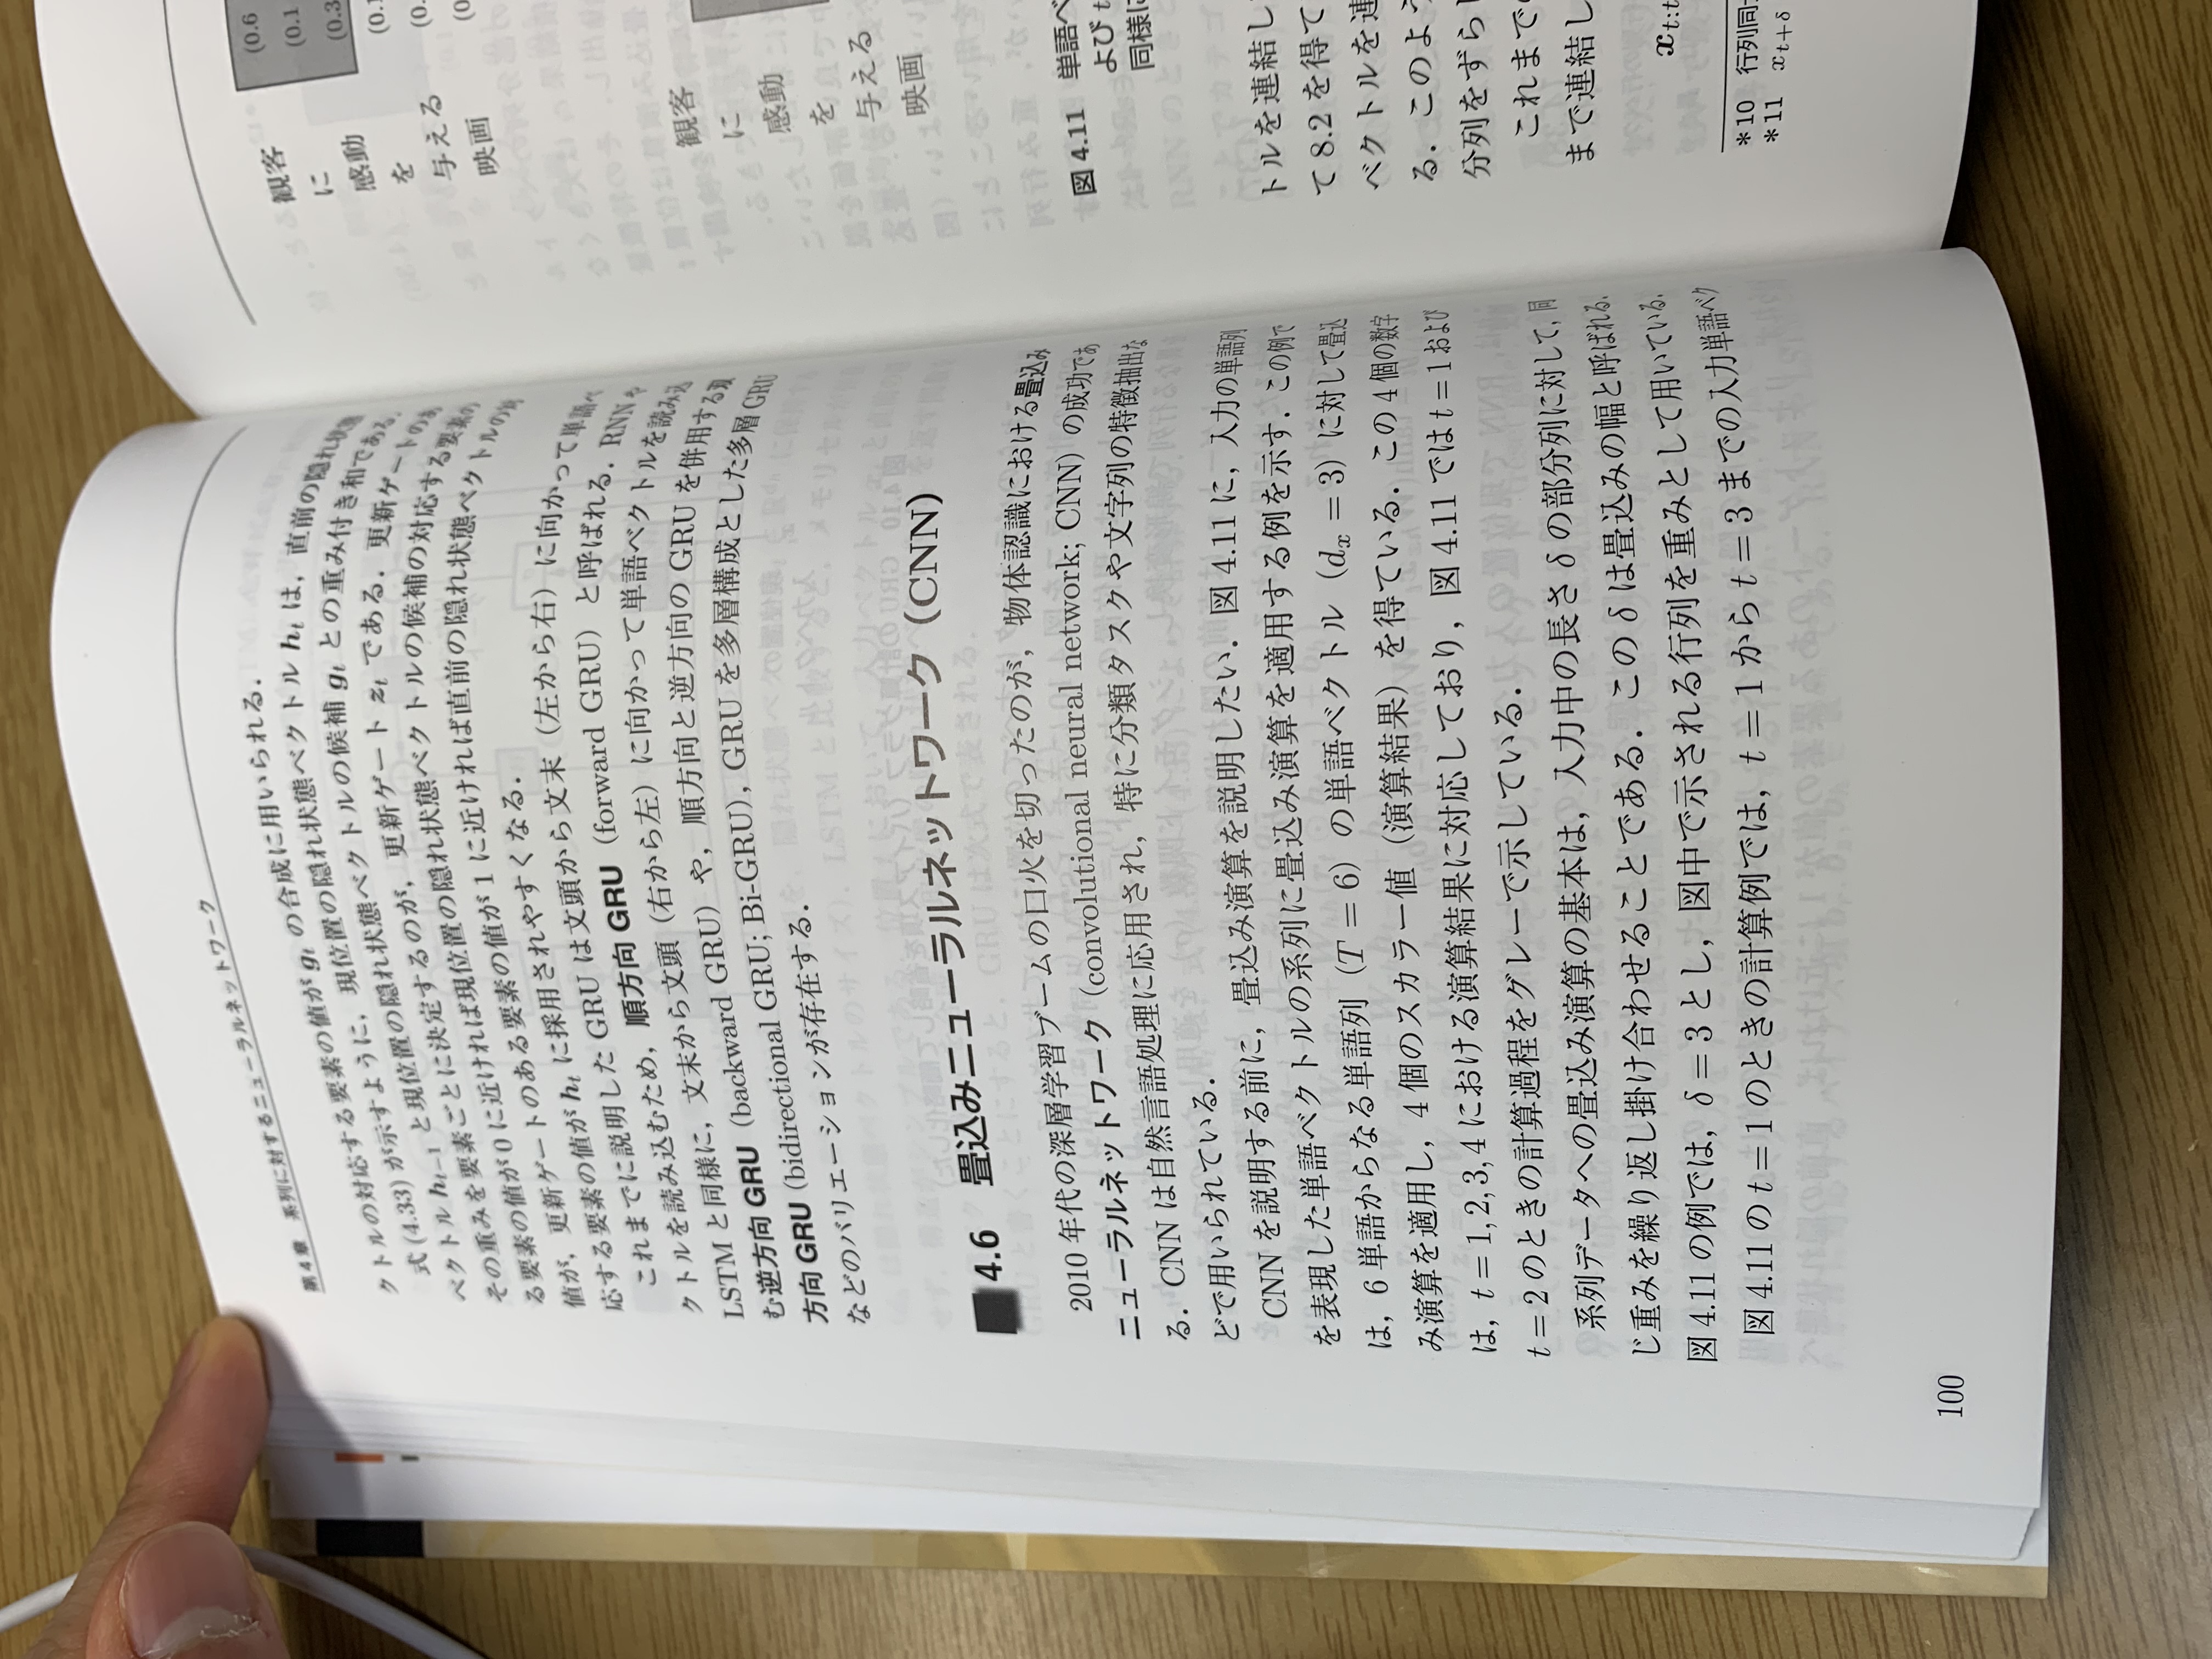 第4章 系列に対するニューラルネットワーク
クトルの対応する要素の値が gₜ の合成に用いられる．
式 (4.33) が示すように，現位置の隠れ状態ベクトル hₜ は，直前の隠れ状態
ベクトル hₜ₋₁ と現位置の隠れ状態ベクトルの候補 gₜ との重み付き和である．
その重みを要素ごとに決定するのが，更新ゲート zₜ である．更新ゲートのあ
る要素の値が 0 に近ければ現位置の隠れ状態ベクトルの候補の対応する要素の
値が，更新ゲートのある要素の値が 1 に近ければ直前の隠れ状態ベクトルの対
応する要素の値が hₜ に採用されやすくなる．
これまでに説明した GRU は文頭から文末（左から右）に向かって単語ベ
クトルを読み込むため，順方向 GRU（forward GRU）と呼ばれる．RNN や
LSTM と同様に，文末から文頭（右から左）に向かって単語ベクトルを読み込
む逆方向 GRU（backward GRU）や，順方向と逆方向の GRU を併用する双
方向 GRU（bidirectional GRU; Bi-GRU），GRU を多層構成とした多層 GRU
などのバリエーションが存在する．
■4.6 畳込みニューラルネットワーク（CNN）
2010 年代の深層学習ブームの口火を切ったのが，物体認識における畳込み
ニューラルネットワーク（convolutional neural network; CNN）の成功であ
る．CNN は自然言語処理に応用され，特に分類タスクや文字列の特徴抽出な
どで用いられている．
CNN を説明する前に，畳込み演算を説明したい．図 4.11 に，入力の単語列
を表現した単語ベクトルの系列に畳込み演算を適用する例を示す．この例で
は，6 単語からなる単語列（T = 6）の単語ベクトル（dₓ = 3）に対して畳込
み演算を適用し，4 個のスカラー値（演算結果）を得ている．この 4 個の数字
は，t = 1, 2, 3, 4 における演算結果に対応しており，図 4.11 では t = 1 および
t = 2 のときの計算過程をグレーで示している．
系列データへの畳込み演算の基本は，入力中の長さ δ の部分列に対して，同
じ重みを繰り返し掛け合わせることである．この δ は畳込みの幅と呼ばれる．
図 4.11 の例では，δ = 3 とし，図中で示される行列を重みとして用いている．
図 4.11 の t = 1 のときの計算例では，t = 1 から t = 3 までの入力単語ベク
100
観客 (0.6
に (0.1
感動 (0.3
を (0.1
与える (0.
映画 (0
観客
に
感動
を
与える
映画
図 4.11 単語ベ
よび t
同様に
トルを連結し
て 8.2 を得て
ベクトルを連
る．このよう
分列をずらし
これまでの
まで連結し
xₜ:ₜ
*10 行列同士
*11 xₜ₊δ